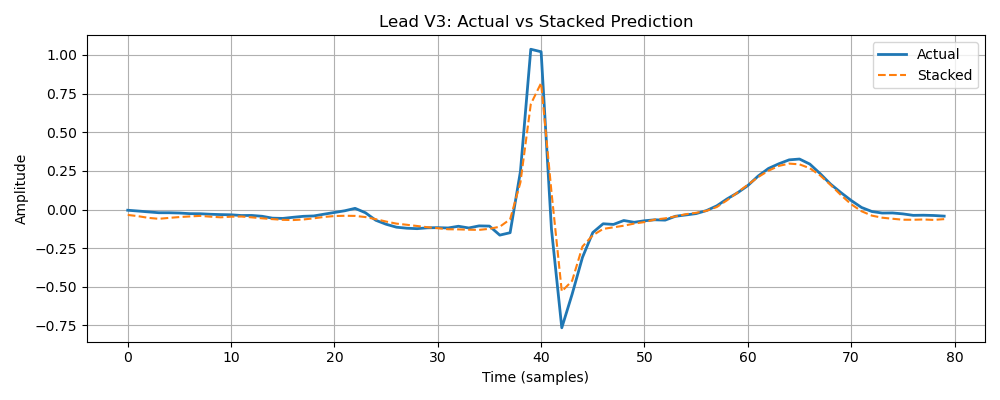 Lead V3: Actual vs Stacked Prediction
Actual
Stacked
Amplitude
1.00
0.75
0.50
0.25
0.00
−0.25
−0.50
−0.75
0 10 20 30 40 50 60 70 80
Time (samples)